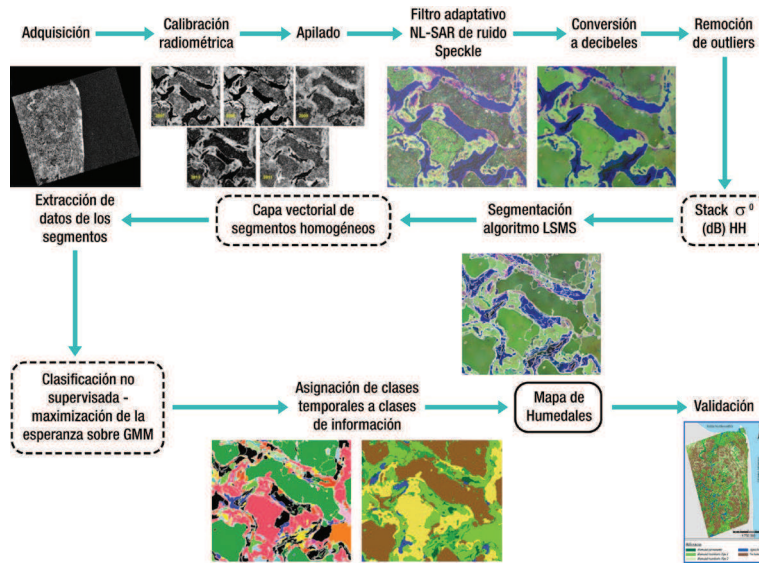 Adquisición
Calibración
radiométrica
Apilado
Filtro adaptativo
NL-SAR de ruido
Speckle
Conversión
a decibeles
Remoción
de outliers
Extracción de
datos de los
segmentos
Capa vectorial de
segmentos homogéneos
Segmentación
algoritmo LSMS
Stack σ⁰
(dB) HH
Clasificación no
supervisada -
maximización de la
esperanza sobre GMM
Asignación de clases
temporales a clases
de información
Mapa de
Humedales
Validación